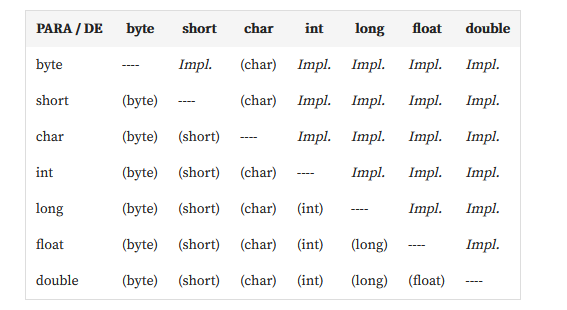 PARA / DE byte short char int long float double
byte ---- Impl. (char) Impl. Impl. Impl. Impl.
short (byte) ---- (char) Impl. Impl. Impl. Impl.
char (byte) (short) ---- Impl. Impl. Impl. Impl.
int (byte) (short) (char) ---- Impl. Impl. Impl.
long (byte) (short) (char) (int) ---- Impl. Impl.
float (byte) (short) (char) (int) (long) ---- Impl.
double (byte) (short) (char) (int) (long) (float) ----